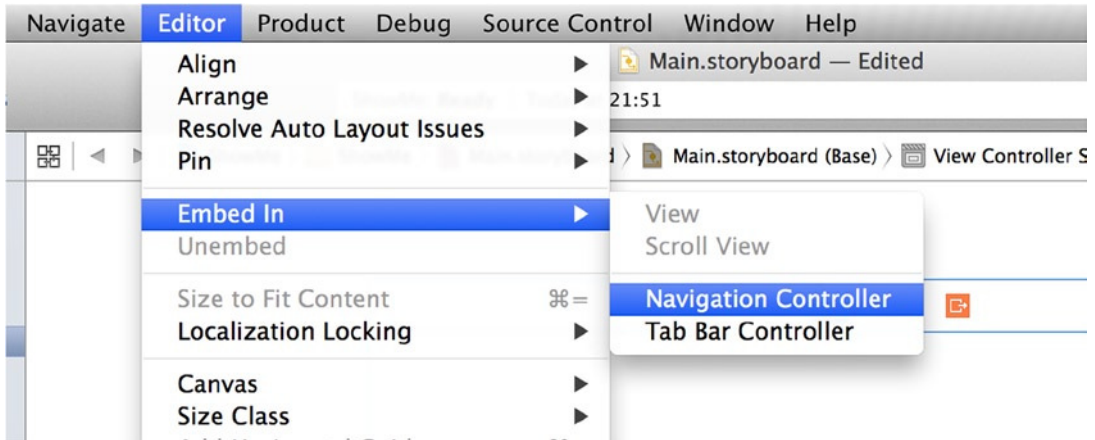 Navigate Editor Product Debug Source Control Window Help
Main.storyboard — Edited
Align
Arrange
21:51
Resolve Auto Layout Issues
Pin
Main.storyboard (Base) View Controller S
Embed In
View
Unembed
Scroll View
Size to Fit Content ⌘=
Navigation Controller
Localization Locking
Tab Bar Controller
Canvas
Size Class